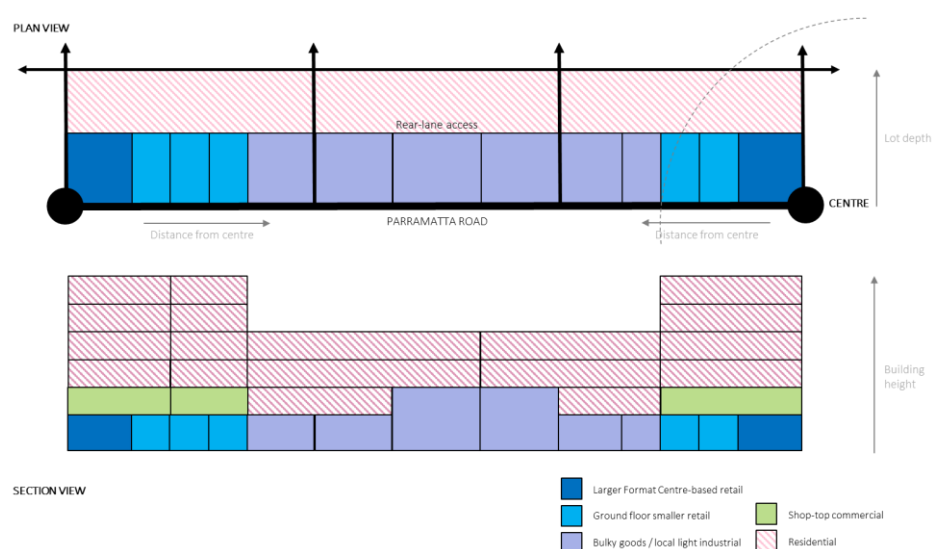 PLAN VIEW
Rear-lane access
Lot depth
CENTRE
PARRAMATTA ROAD
Distance from centre
Distance from centre
Building
height
SECTION VIEW
Larger Format Centre-based retail
Ground floor smaller retail
Shop-top commercial
Bulky goods / local light industrial
Residential